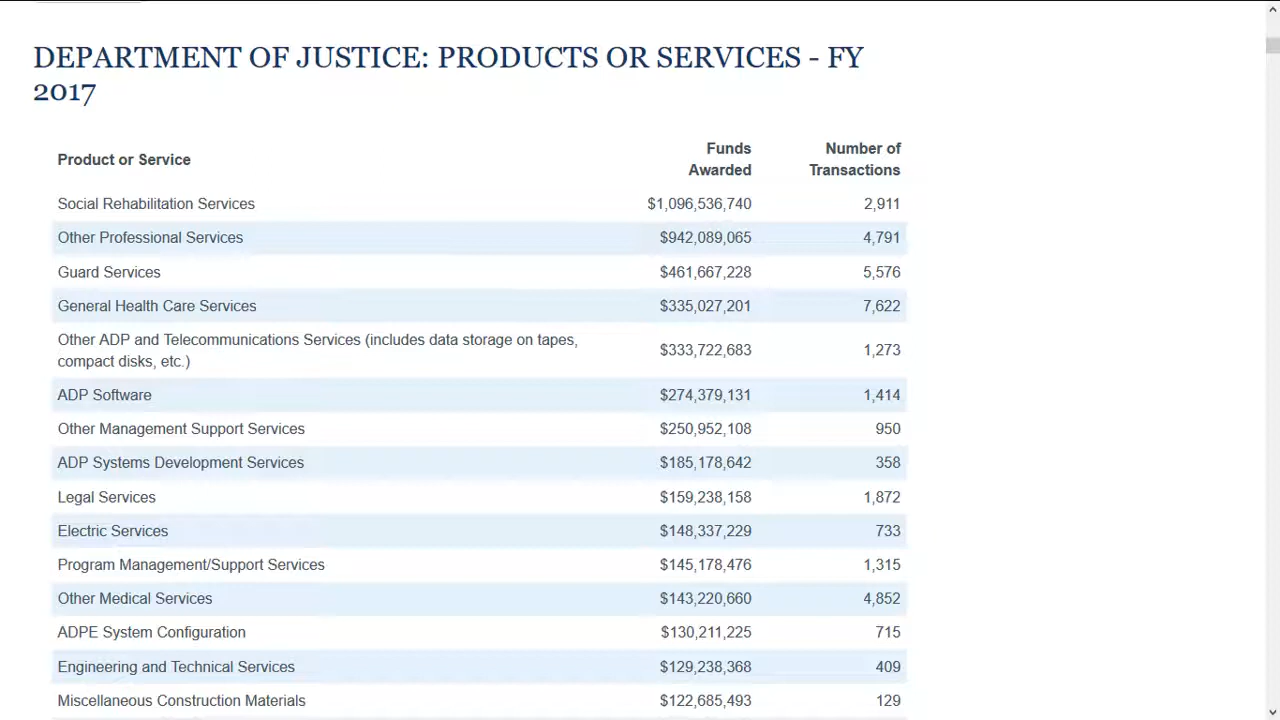 DEPARTMENT OF JUSTICE: PRODUCTS OR SERVICES - FY
2017
Product or Service Funds Awarded Number of Transactions
Social Rehabilitation Services $1,096,536,740 2,911
Other Professional Services $942,089,065 4,791
Guard Services $461,667,228 5,576
General Health Care Services $335,027,201 7,622
Other ADP and Telecommunications Services (includes data storage on tapes,
compact disks, etc.) $333,722,683 1,273
ADP Software $274,379,131 1,414
Other Management Support Services $250,952,108 950
ADP Systems Development Services $185,178,642 358
Legal Services $159,238,158 1,872
Electric Services $148,337,229 733
Program Management/Support Services $145,178,476 1,315
Other Medical Services $143,220,660 4,852
ADPE System Configuration $130,211,225 715
Engineering and Technical Services $129,238,368 409
Miscellaneous Construction Materials $122,685,493 129